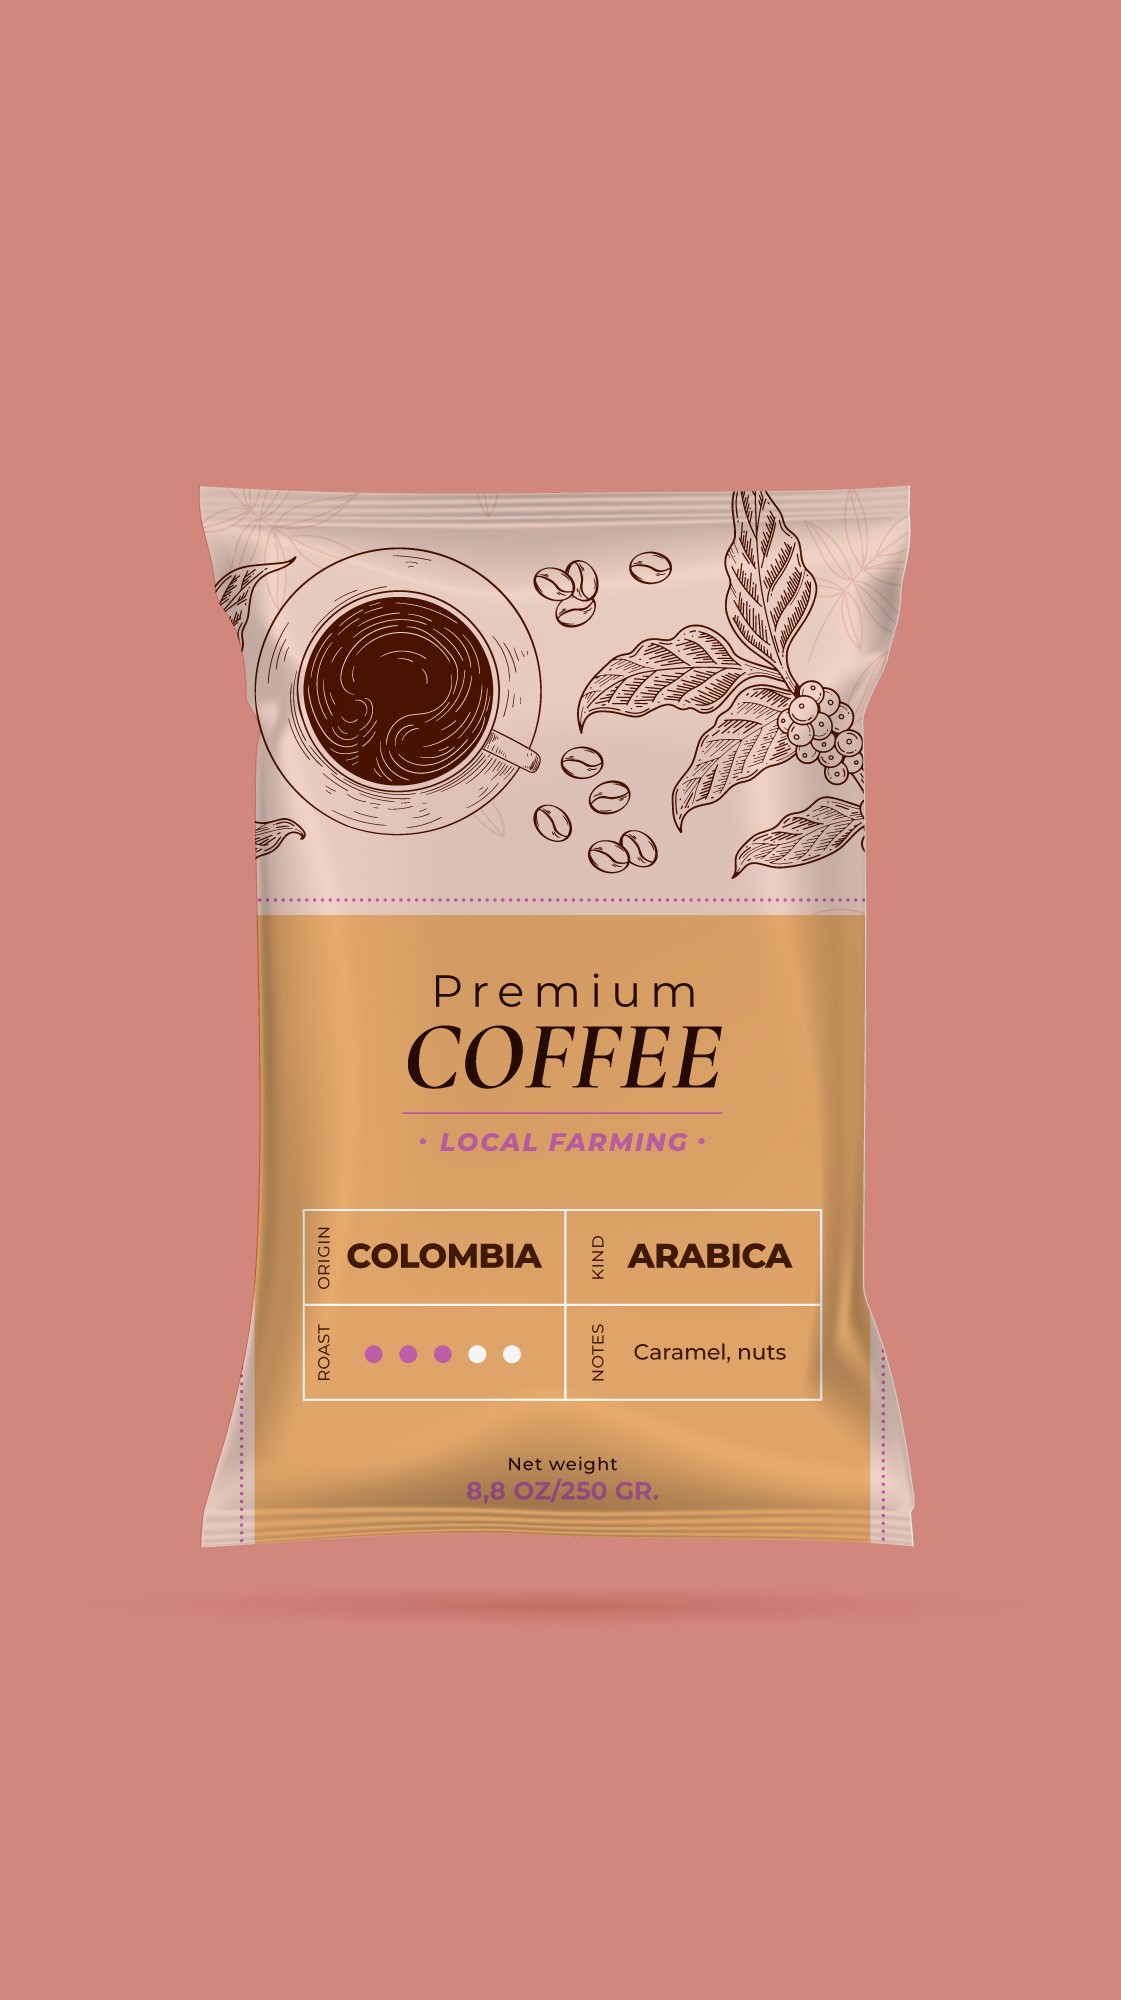 Premium
COFFEE
• LOCAL FARMING •
ORIGIN COLOMBIA
KIND ARABICA
ROAST
NOTES Caramel, nuts
Net weight
8,8 OZ/250 GR.